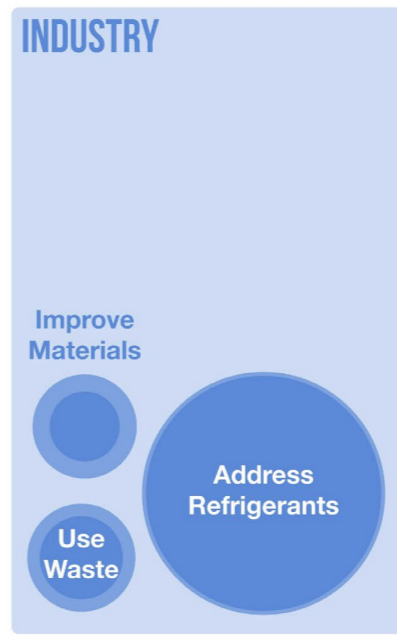 INDUSTRY
Improve
Materials
Address
Refrigerants
Use
Waste